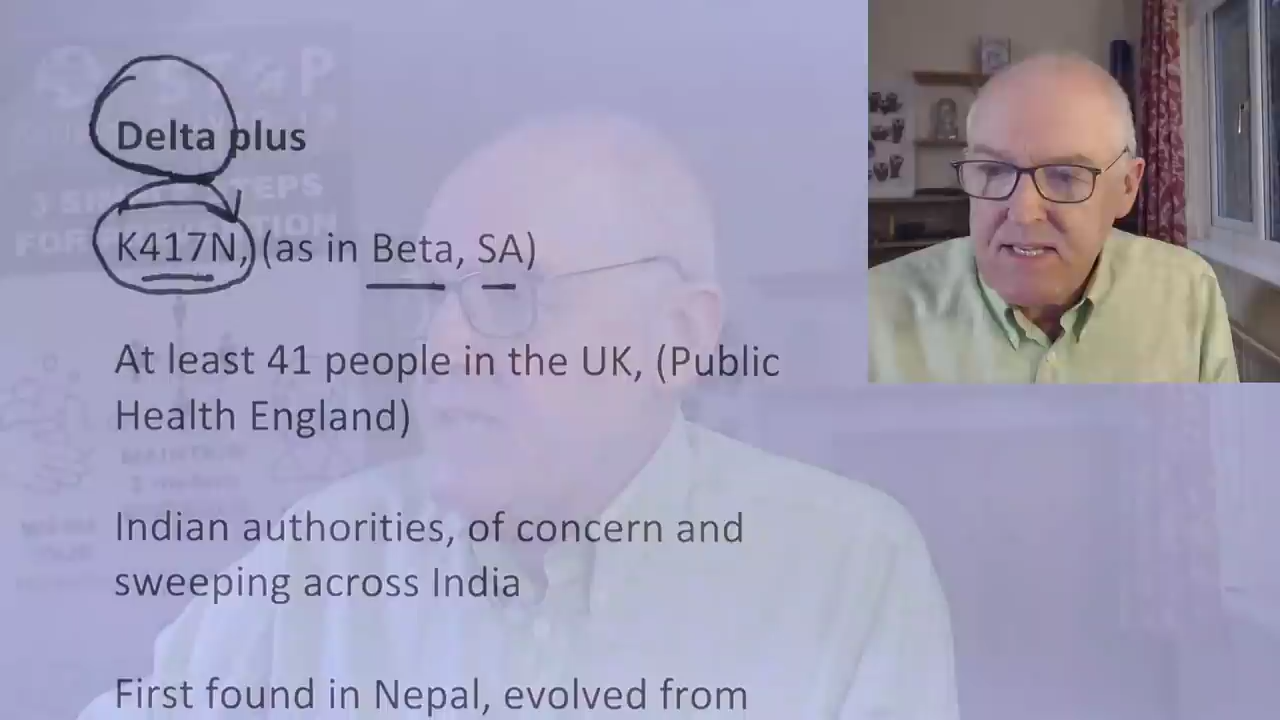 Delta plus
K417N, (as in Beta, SA)
At least 41 people in the UK, (Public
Health England)
Indian authorities, of concern and
sweeping across India
First found in Nepal, evolved from